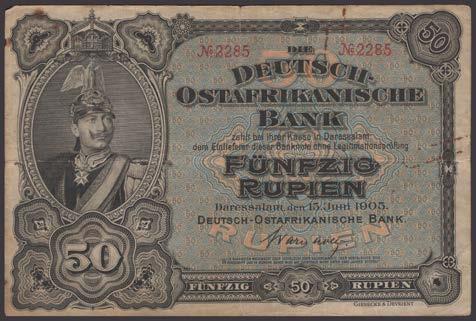 №2285 №2285
50
DIE
DEUTSCH-
OSTAFRIKANISCHE
BANK
zahlt bei ihrer Kasse in Daressalam
dem Einlieferer dieser Banknote ohne Legitimationsprüfung
FÜNFZIG
RUPIEN
Daressalam, den 15. Juni 1905.
DEUTSCH-OSTAFRIKANISCHE BANK.
RUPIEN
50
FÜNFZIG 50 RUPIEN
GIESECKE & DEVRIENT